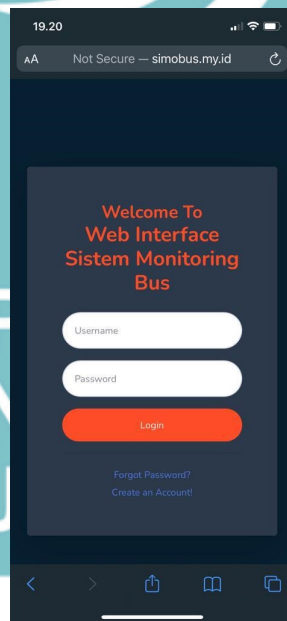 19.20
AA Not Secure — simobus.my.id
Welcome To
Web Interface
Sistem Monitoring
Bus
Username
Password
Login
Forgot Password?
Create an Account!